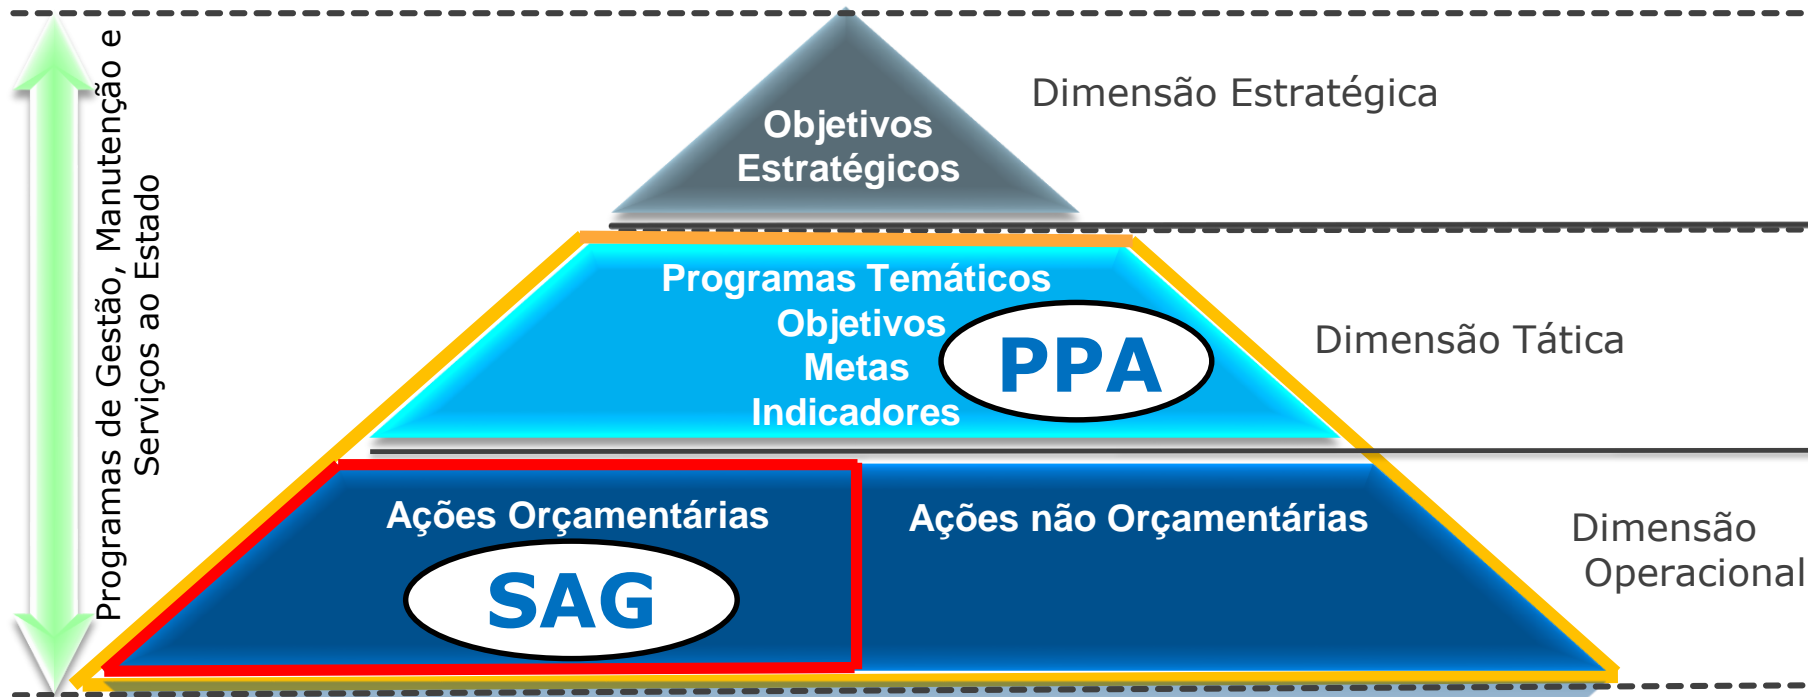 Programas de Gestão, Manutenção e
Serviços ao Estado
Objetivos
Estratégicos
Dimensão Estratégica
Programas Temáticos
Objetivos
Metas
Indicadores
PPA
Dimensão Tática
Ações Orçamentárias
SAG
Ações não Orçamentárias
Dimensão
Operacional